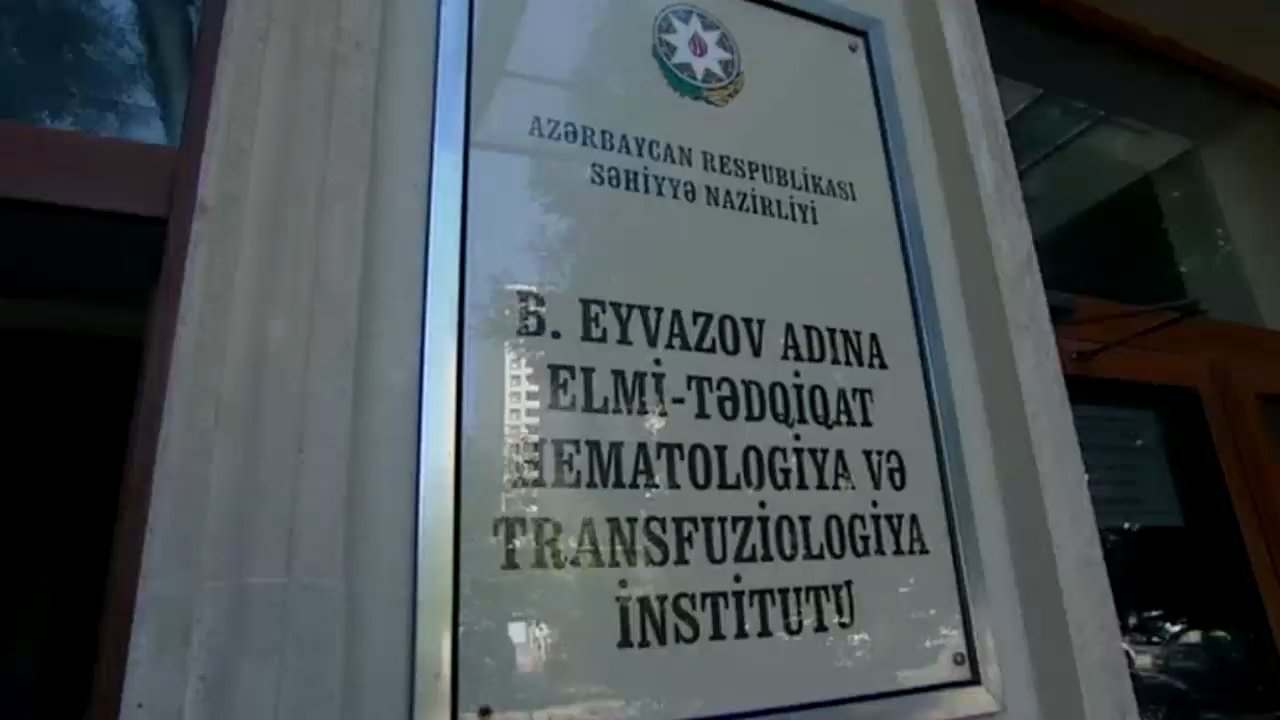 AZƏRBAYCAN RESPUBLİKASI
SƏHİYYƏ NAZİRLİYİ
B. EYVAZOV ADINA
ELMİ-TƏDQİQAT
HEMATOLOGİYA VƏ
TRANSFUZİOLOGİYA
İNSTİTUTU